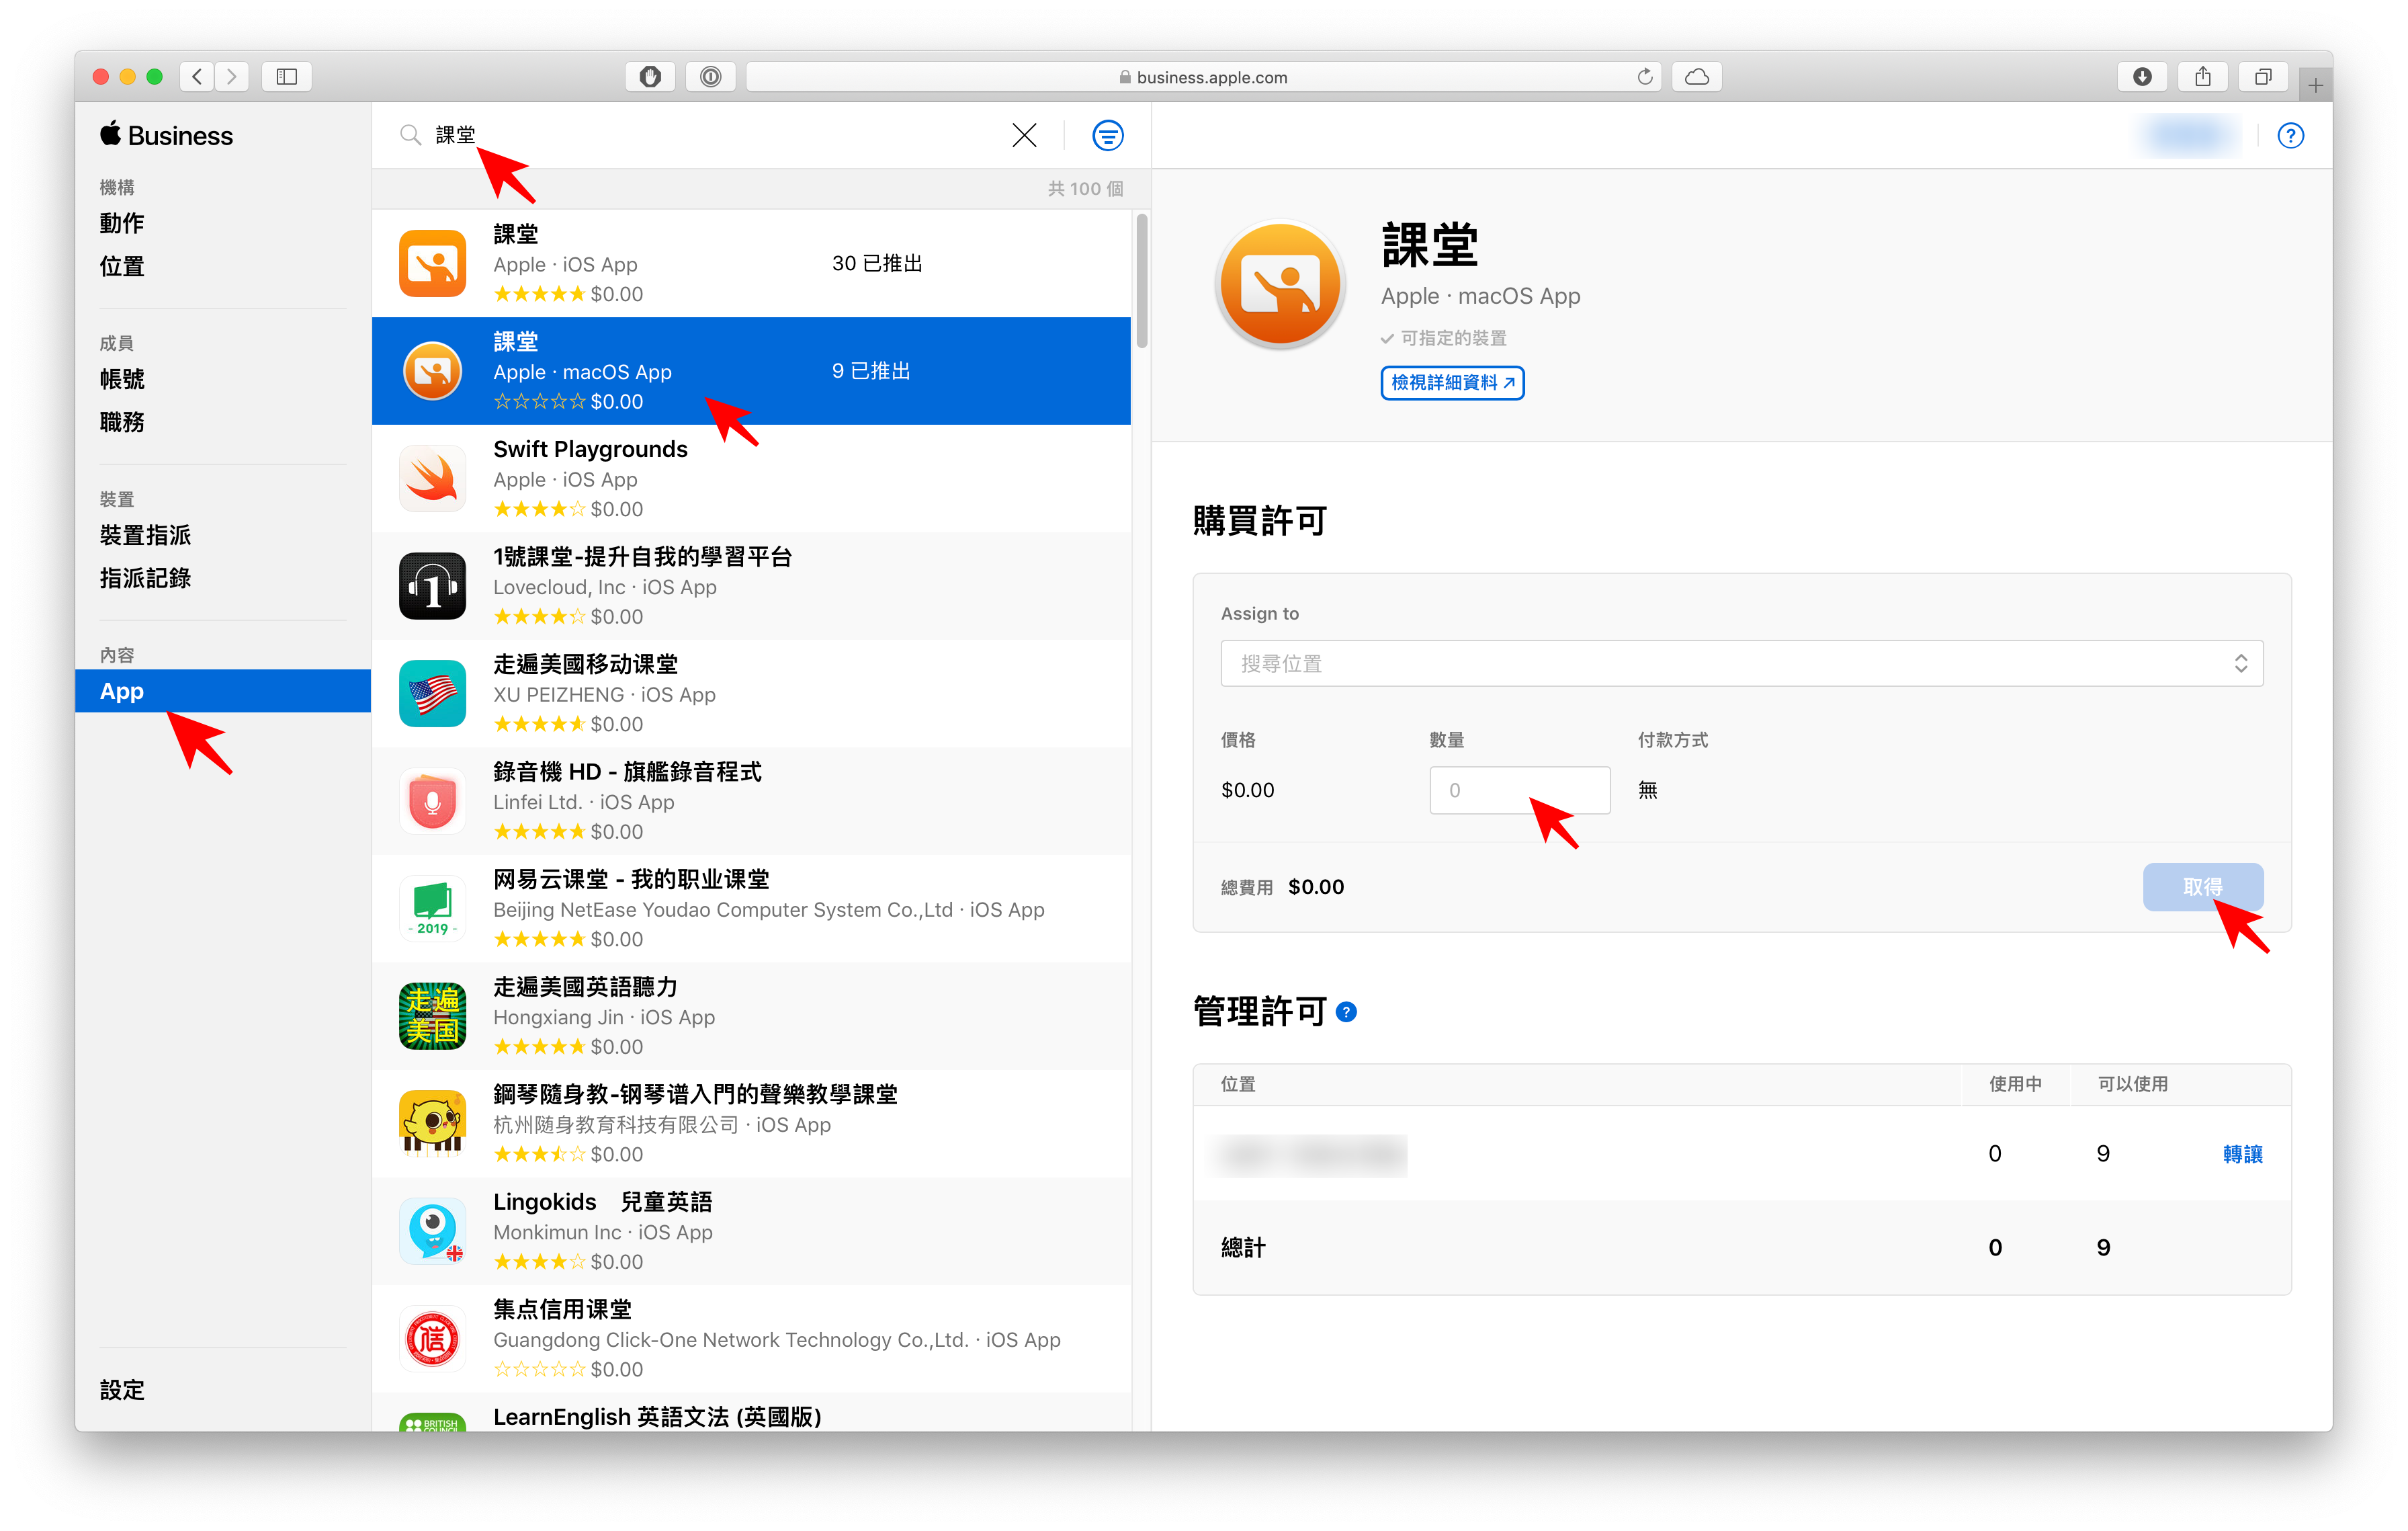 business.apple.com
Business
機構
動作
位置
成員
帳號
職務
裝置
裝置指派
指派記錄
內容
App
設定
課堂
共 100 個
課堂
Apple · iOS App
$0.00
30 已推出
課堂
Apple · macOS App
$0.00
9 已推出
Swift Playgrounds
Apple · iOS App
$0.00
1號課堂-提升自我的學習平台
Lovecloud, Inc · iOS App
$0.00
走遍美國移动课堂
XU PEIZHENG · iOS App
$0.00
錄音機 HD - 旗艦錄音程式
Linfei Ltd. · iOS App
$0.00
- 2019 -
网易云课堂 - 我的职业课堂
Beijing NetEase Youdao Computer System Co.,Ltd · iOS App
$0.00
走遍
美国
走遍美國英語聽力
Hongxiang Jin · iOS App
$0.00
鋼琴隨身教-钢琴谱入門的聲樂教學課堂
杭州随身教育科技有限公司 · iOS App
$0.00
Lingokids 兒童英語
Monkimun Inc · iOS App
$0.00
信
集点信用课堂
Guangdong Click-One Network Technology Co.,Ltd. · iOS App
$0.00
BRITISH
COUNCIL
LearnEnglish 英語文法 (英國版)
課堂
Apple · macOS App
可指定的裝置
檢視詳細資料
購買許可
Assign to
搜尋位置
價格 數量 付款方式
$0.00 0 無
總費用 $0.00
取得
管理許可
位置 使用中 可以使用
0 9 轉讓
總計 0 9